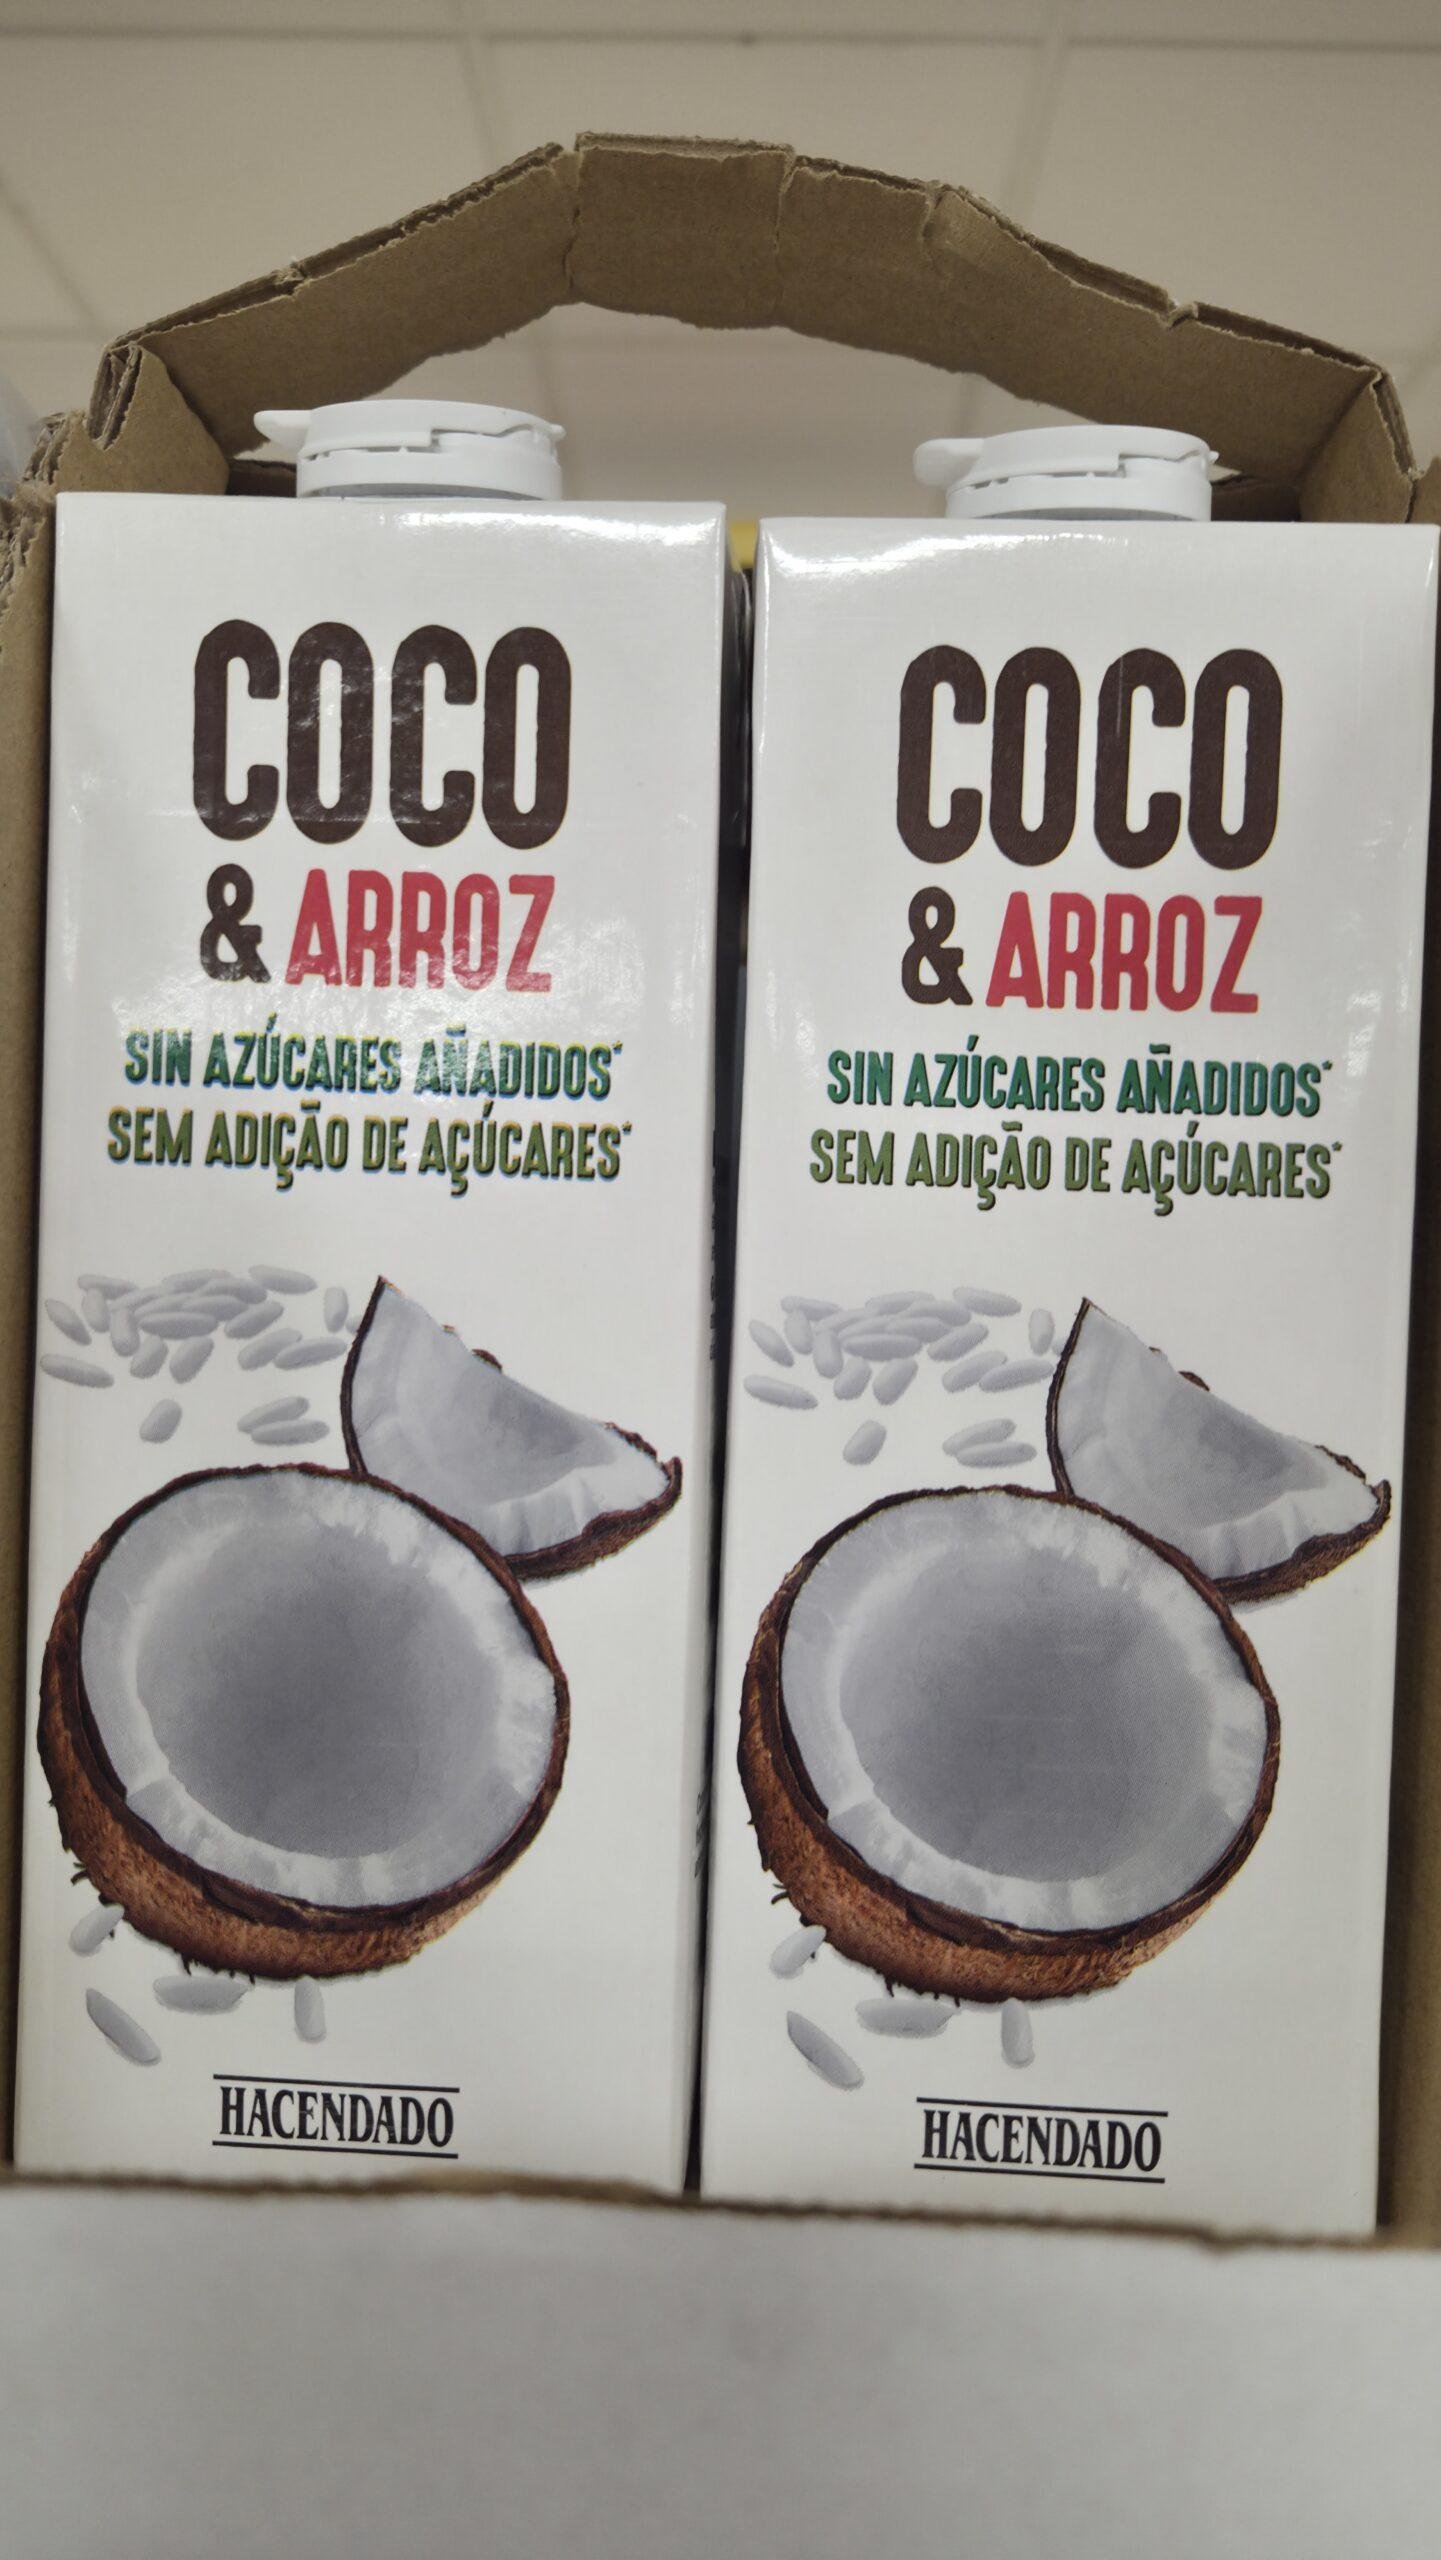 COCO
& ARROZ
SIN AZÚCARES AÑADIDOS*
SEM ADIÇÃO DE AÇÚCARES*
HACENDADO
COCO
& ARROZ
SIN AZÚCARES AÑADIDOS*
SEM ADIÇÃO DE AÇÚCARES*
HACENDADO